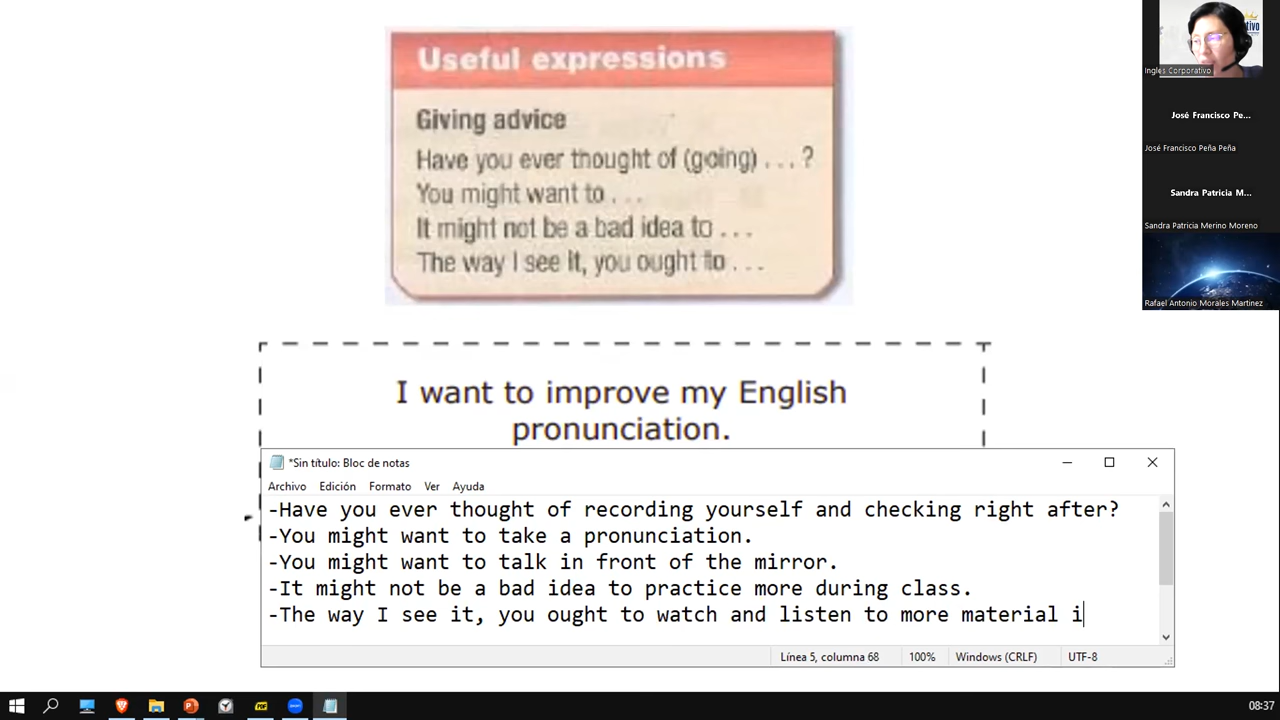 Useful expressions
Giving advice
Have you ever thought of (going) . . . ?
You might want to . . .
It might not be a bad idea to . . .
The way I see it, you ought to . . .
I want to improve my English
pronunciation.
*Sin título: Bloc de notas
Archivo Edición Formato Ver Ayuda
-Have you ever thought of recording yourself and checking right after?
-You might want to take a pronunciation.
-You might want to talk in front of the mirror.
-It might not be a bad idea to practice more during class.
-The way I see it, you ought to watch and listen to more material i
Línea 5, columna 68 100% Windows (CRLF) UTF-8
Inglés Corporativo
José Francisco Pe...
José Francisco Peña Peña
Sandra Patricia M...
Sandra Patricia Merino Moreno
Rafael Antonio Morales Martinez
08:37